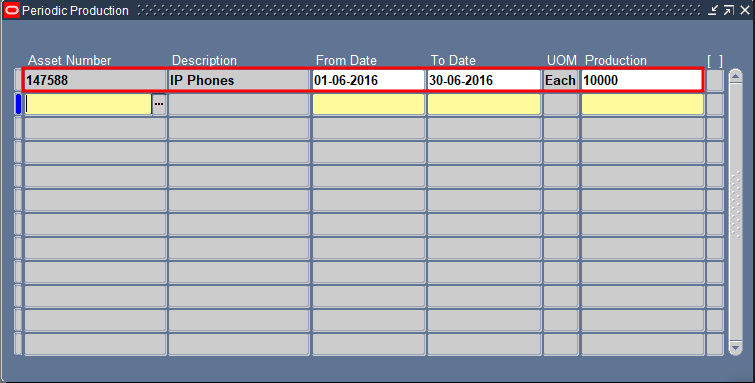 Periodic Production
Asset Number Description From Date To Date UOM Production [ ]
147588 IP Phones 01-06-2016 30-06-2016 Each 10000
...